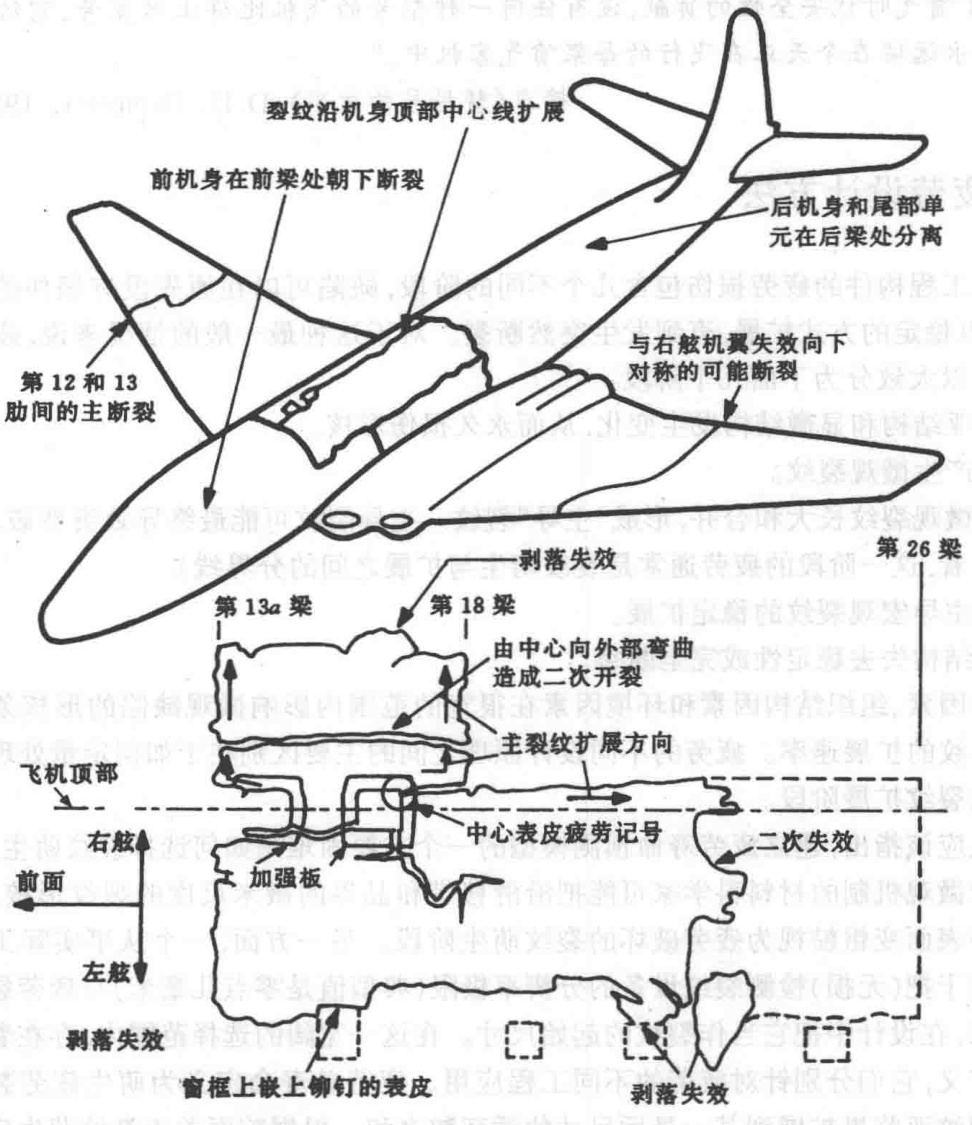 裂纹沿机身顶部中心线扩展
前机身在前梁处朝下断裂
后机身和尾部单
元在后梁处分离
与右舷机翼失效向下
对称的可能断裂
第 12 和 13
肋间的主断裂
剥落失效
第 26 梁
第 13a 梁
第 18 梁
由中心向外部弯曲
造成二次开裂
主裂纹扩展方向
飞机顶部
右舷
中心表皮疲劳记号
一次失效
加强板
前面
左舷
剥落失效
窗框上嵌上铆钉的表皮
剥落失效